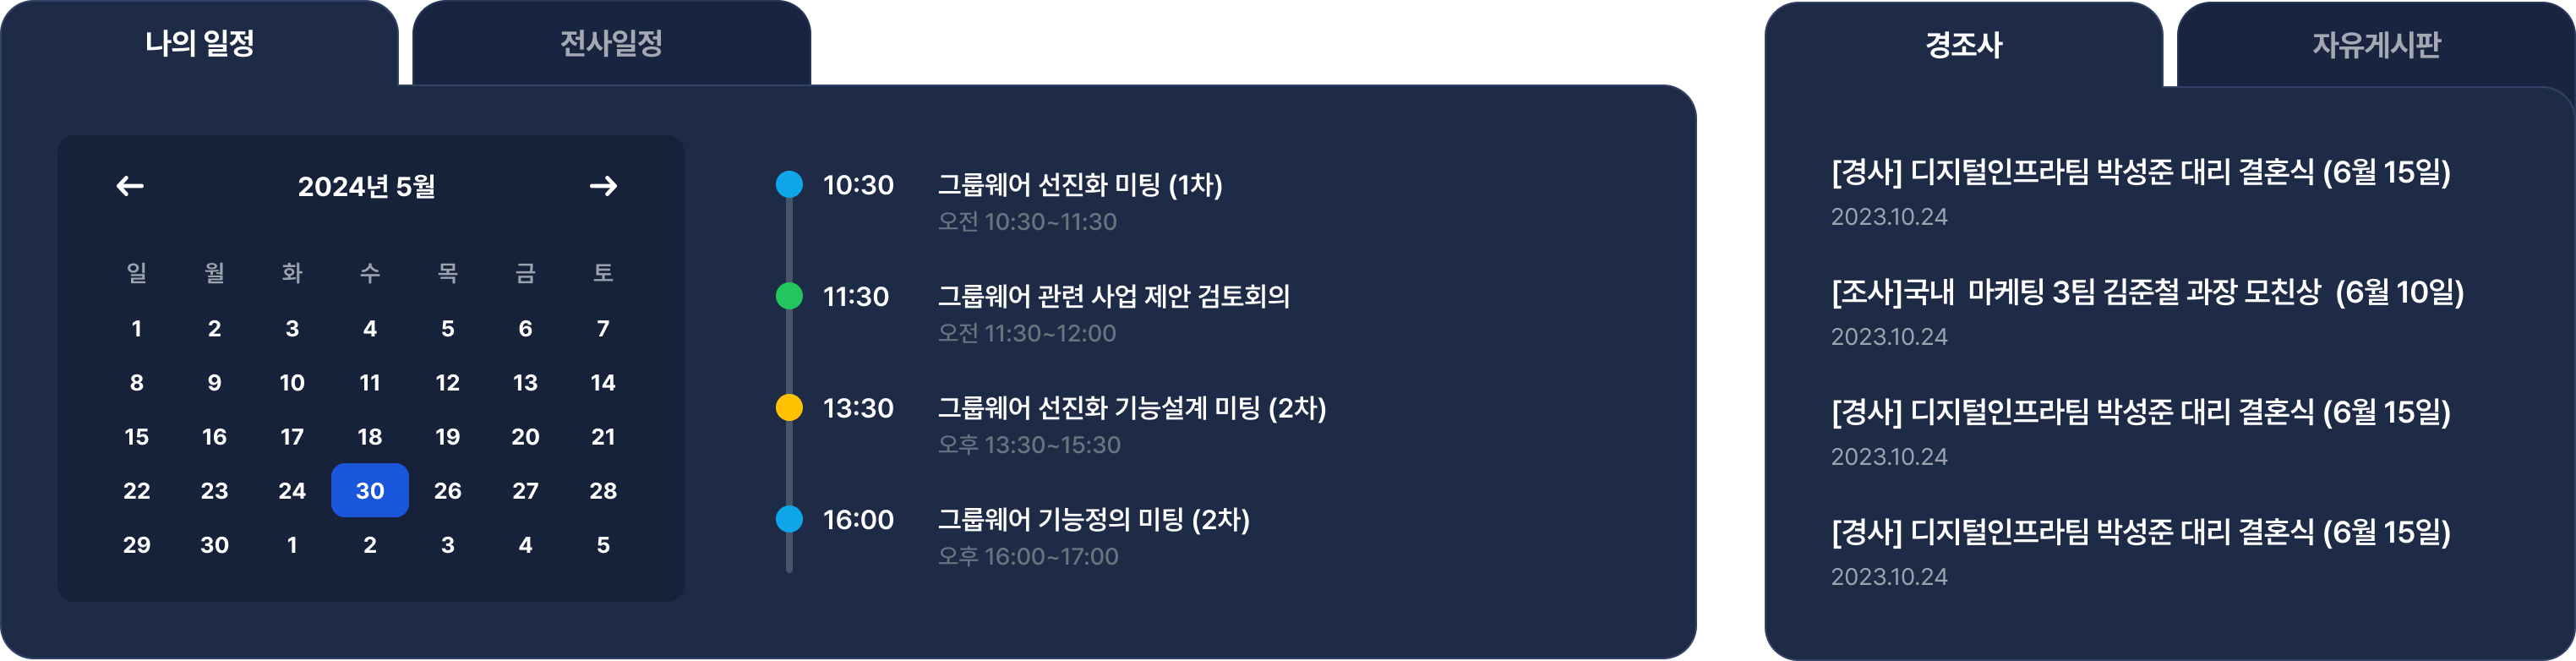 나의 일정
전사일정
2024년 5월
일 월 화 수 목 금 토
1 2 3 4 5 6 7
8 9 10 11 12 13 14
15 16 17 18 19 20 21
22 23 24 30 26 27 28
29 30 1 2 3 4 5
10:30 그룹웨어 선진화 미팅 (1차)
오전 10:30~11:30
11:30 그룹웨어 관련 사업 제안 검토회의
오전 11:30~12:00
13:30 그룹웨어 선진화 기능설계 미팅 (2차)
오후 13:30~15:30
16:00 그룹웨어 기능정의 미팅 (2차)
오후 16:00~17:00
경조사
자유게시판
[경사] 디지털인프라팀 박성준 대리 결혼식 (6월 15일)
2023.10.24
[조사]국내  마케팅 3팀 김준철 과장 모친상  (6월 10일)
2023.10.24
[경사] 디지털인프라팀 박성준 대리 결혼식 (6월 15일)
2023.10.24
[경사] 디지털인프라팀 박성준 대리 결혼식 (6월 15일)
2023.10.24